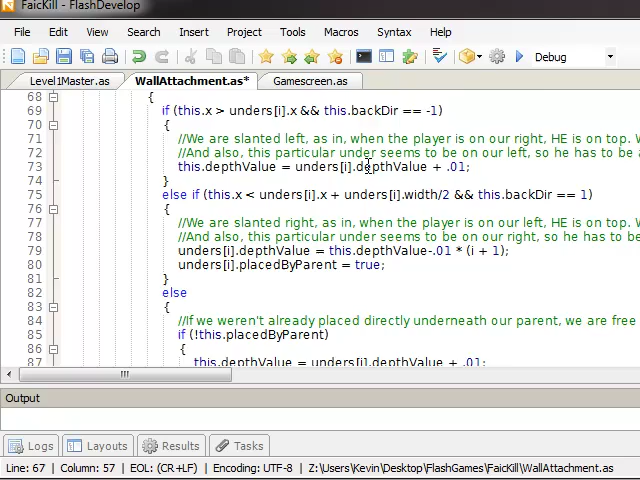 FaicKill - FlashDevelop
File Edit View Search Insert Project Tools Macros Syntax Help
Debug
Level1Master.as WallAttachment.as* Gamescreen.as
68 {
69 if (this.x > unders[i].x && this.backDir == -1)
70 {
71 //We are slanted left, as in, when the player is on our right, HE is on top. W
72 //And also, this particular under seems to be on our left, so he has to be a
73 this.depthValue = unders[i].depthValue + .01;
74 }
75 else if (this.x < unders[i].x + unders[i].width/2 && this.backDir == 1)
76 {
77 //We are slanted right, as in, when the player is on our left, HE is on top. W
78 //And also, this particular under seems to be on our right, so he has to be
79 unders[i].depthValue = this.depthValue-.01 * (i + 1);
80 unders[i].placedByParent = true;
81 }
82 else
83 {
84 //If we weren't already placed directly underneath our parent, we are free
85 if (!this.placedByParent)
86 {
87 this.depthValue = unders[i].depthValue + .01;
Output
Logs Layouts Results Tasks
Line: 67 Column: 57 EOL: (CR+LF) Encoding: UTF-8 Z:\Users\Kevin\Desktop\FlashGames\FaicKill\WallAttachment.as